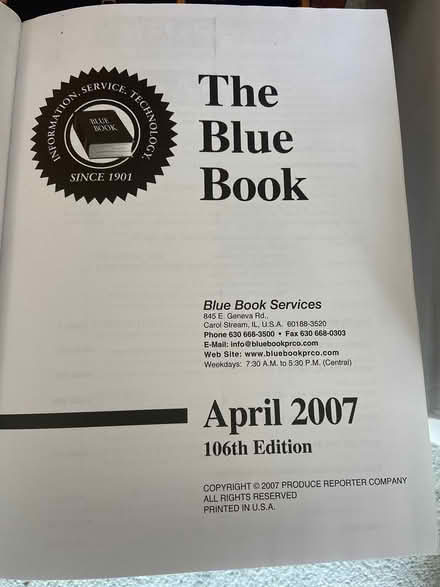 INFORMATION. SERVICE. TECHNOLOGY.
BLUE
BOOK
SINCE 1901
The
Blue
Book
Blue Book Services
845 E. Geneva Rd.,
Carol Stream, IL, U.S.A. 60188-3520
Phone 630 668-3500 • Fax 630 668-0303
E-Mail: info@bluebookprco.com
Web Site: www.bluebookprco.com
Weekdays: 7:30 A.M. to 5:30 P.M. (Central)
April 2007
106th Edition
COPYRIGHT © 2007 PRODUCE REPORTER COMPANY
ALL RIGHTS RESERVED
PRINTED IN U.S.A.